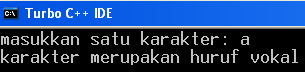 Turbo C++ IDE
masukkan satu karakter: a
karakter merupakan huruf vokal